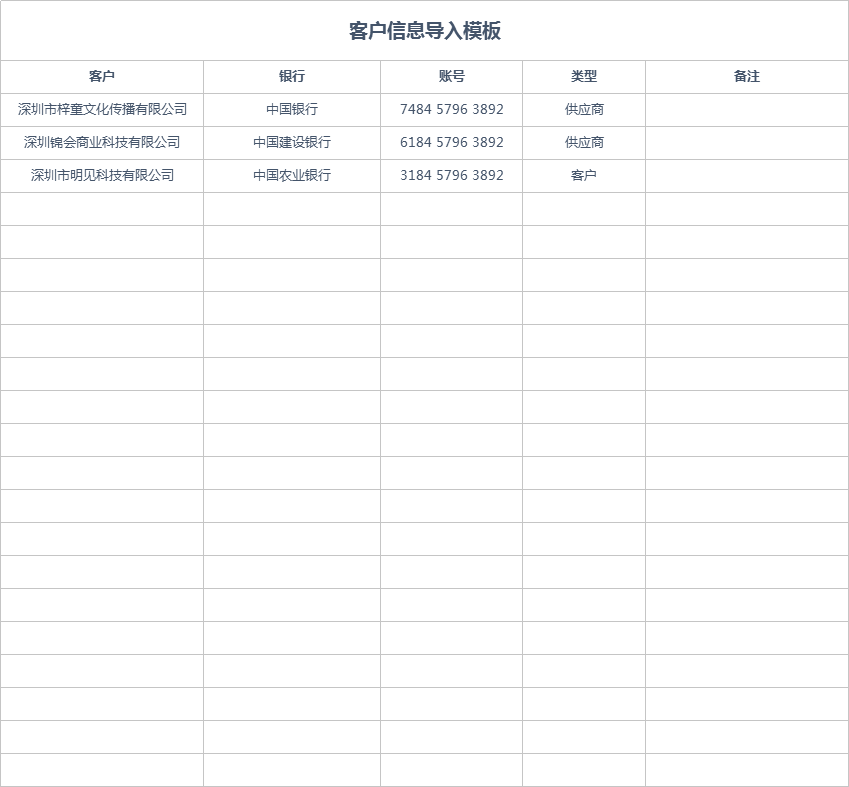 客户信息导入模板
客户 银行 账号 类型 备注
深圳市梓童文化传播有限公司 中国银行 7484 5796 3892 供应商
深圳锦会商业科技有限公司 中国建设银行 6184 5796 3892 供应商
深圳市明见科技有限公司 中国农业银行 3184 5796 3892 客户